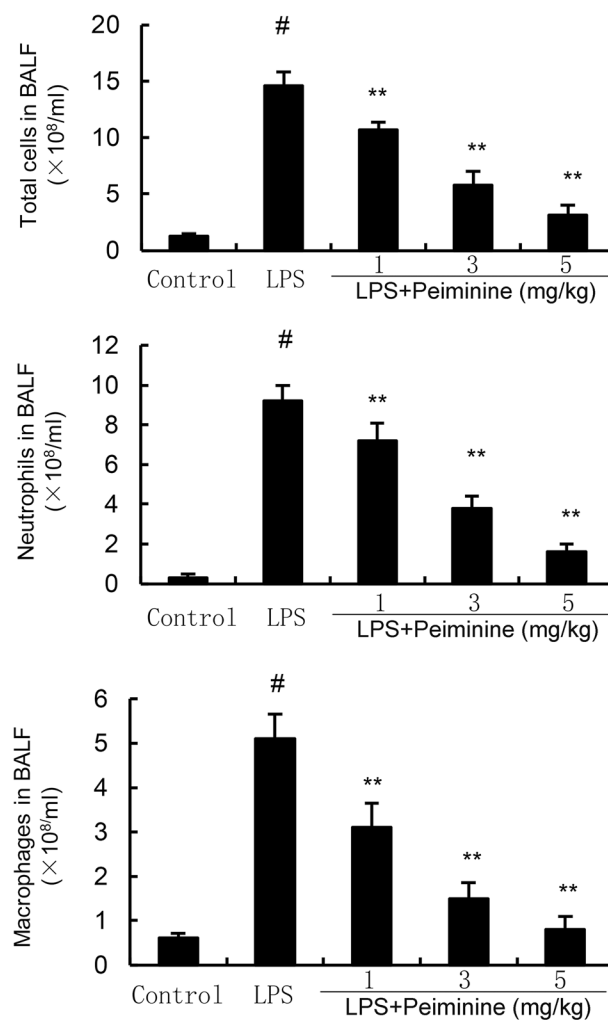 Total cells in BALF
(×10⁸/ml)
20
15
10
5
0
#
**
**
**
Control
LPS
1
3
5
LPS+Peiminine (mg/kg)
Neutrophils in BALF
(×10⁸/ml)
12
10
8
6
4
2
0
#
**
**
**
Control
LPS
1
3
5
LPS+Peiminine (mg/kg)
Macrophages in BALF
(×10⁸/ml)
6
5
4
3
2
1
0
#
**
**
**
Control
LPS
1
3
5
LPS+Peiminine (mg/kg)